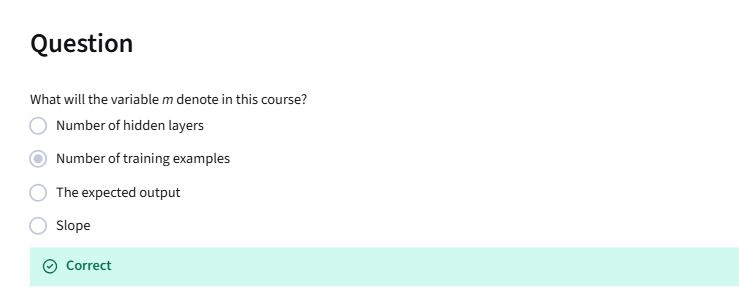 Question
What will the variable m denote in this course?
Number of hidden layers
Number of training examples
The expected output
Slope
Correct